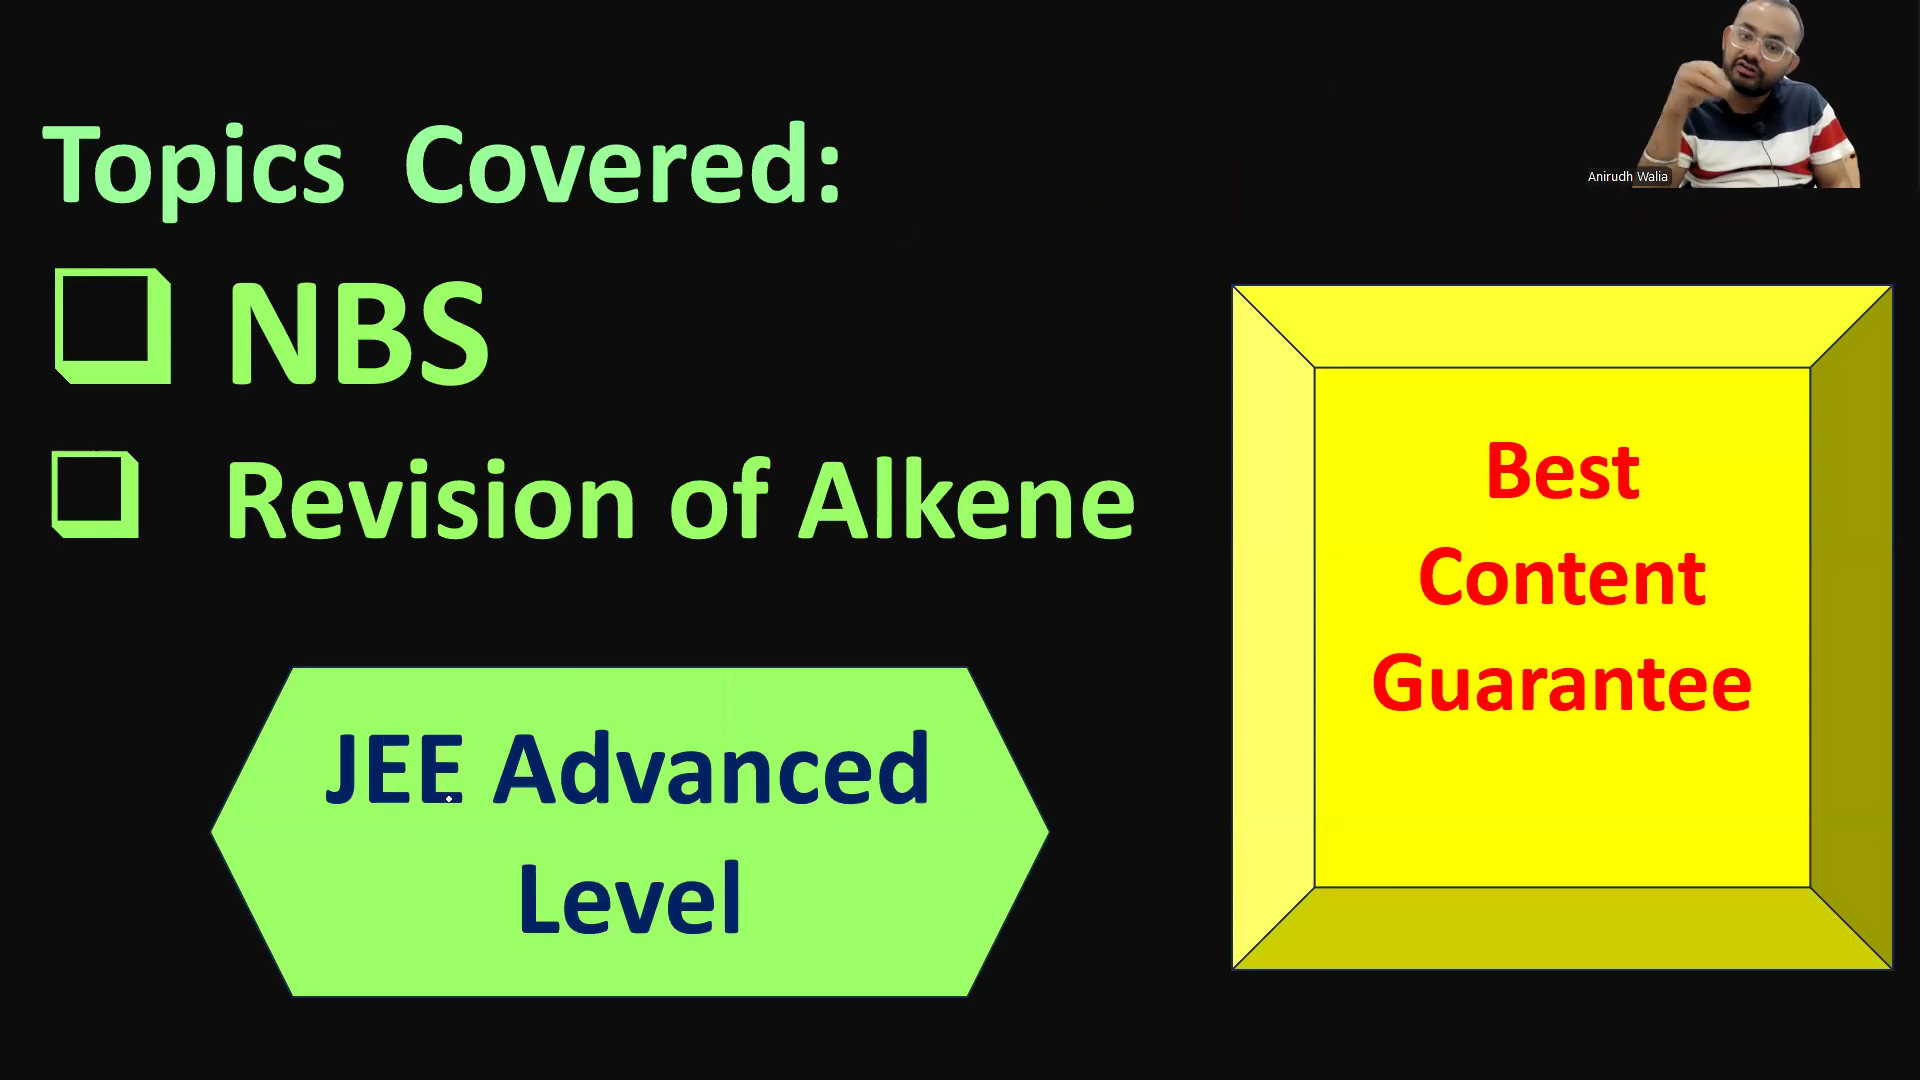 Topics Covered:
NBS
Revision of Alkene
JEE Advanced
Level
Best
Content
Guarantee
Anirudh Walia